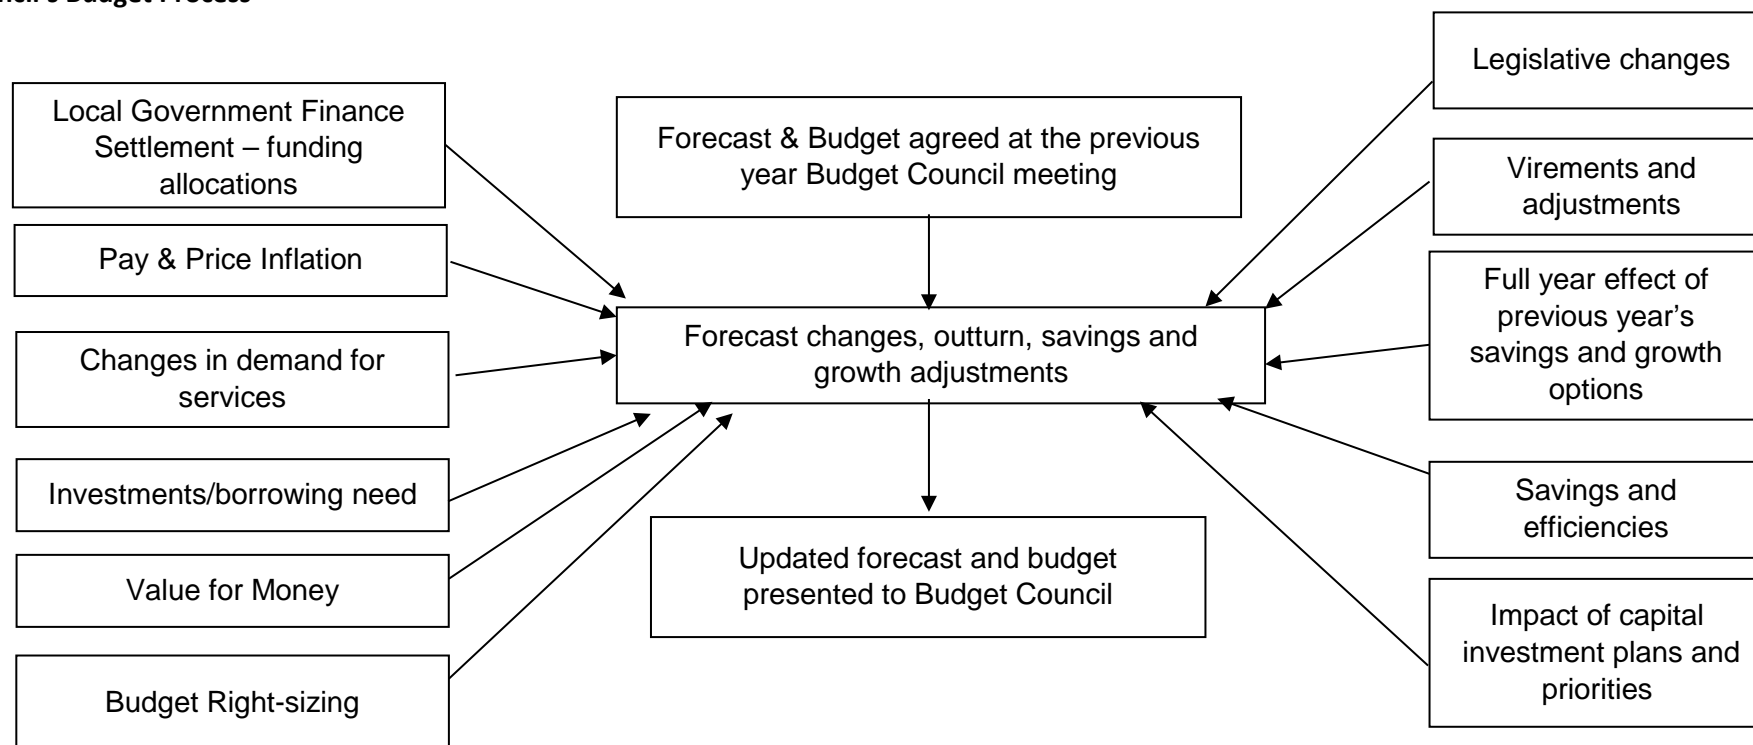 Budget Process
Local Government Finance
Settlement – funding
allocations
Pay & Price Inflation
Changes in demand for
services
Investments/borrowing need
Value for Money
Budget Right-sizing
Forecast & Budget agreed at the previous
year Budget Council meeting
Forecast changes, outturn, savings and
growth adjustments
Updated forecast and budget
presented to Budget Council
Legislative changes
Virements and
adjustments
Full year effect of
previous year’s
savings and growth
options
Savings and
efficiencies
Impact of capital
investment plans and
priorities